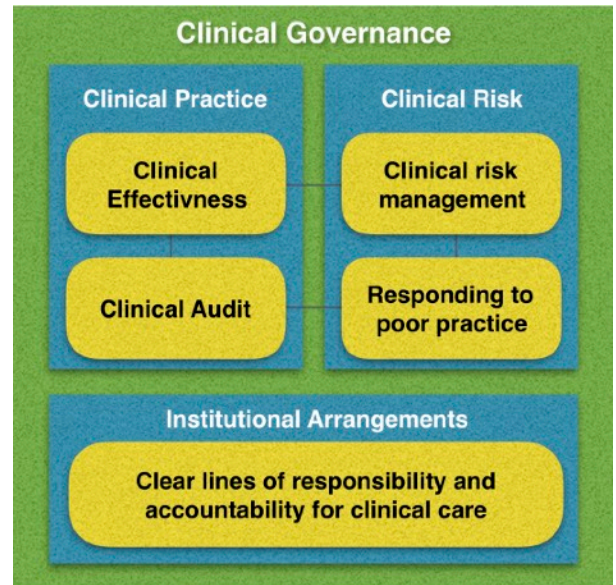 Clinical Governance
Clinical Practice
Clinical
Effectivness
Clinical Audit
Clinical Risk
Clinical risk
management
Responding to
poor practice
Institutional Arrangements
Clear lines of responsibility and
accountability for clinical care